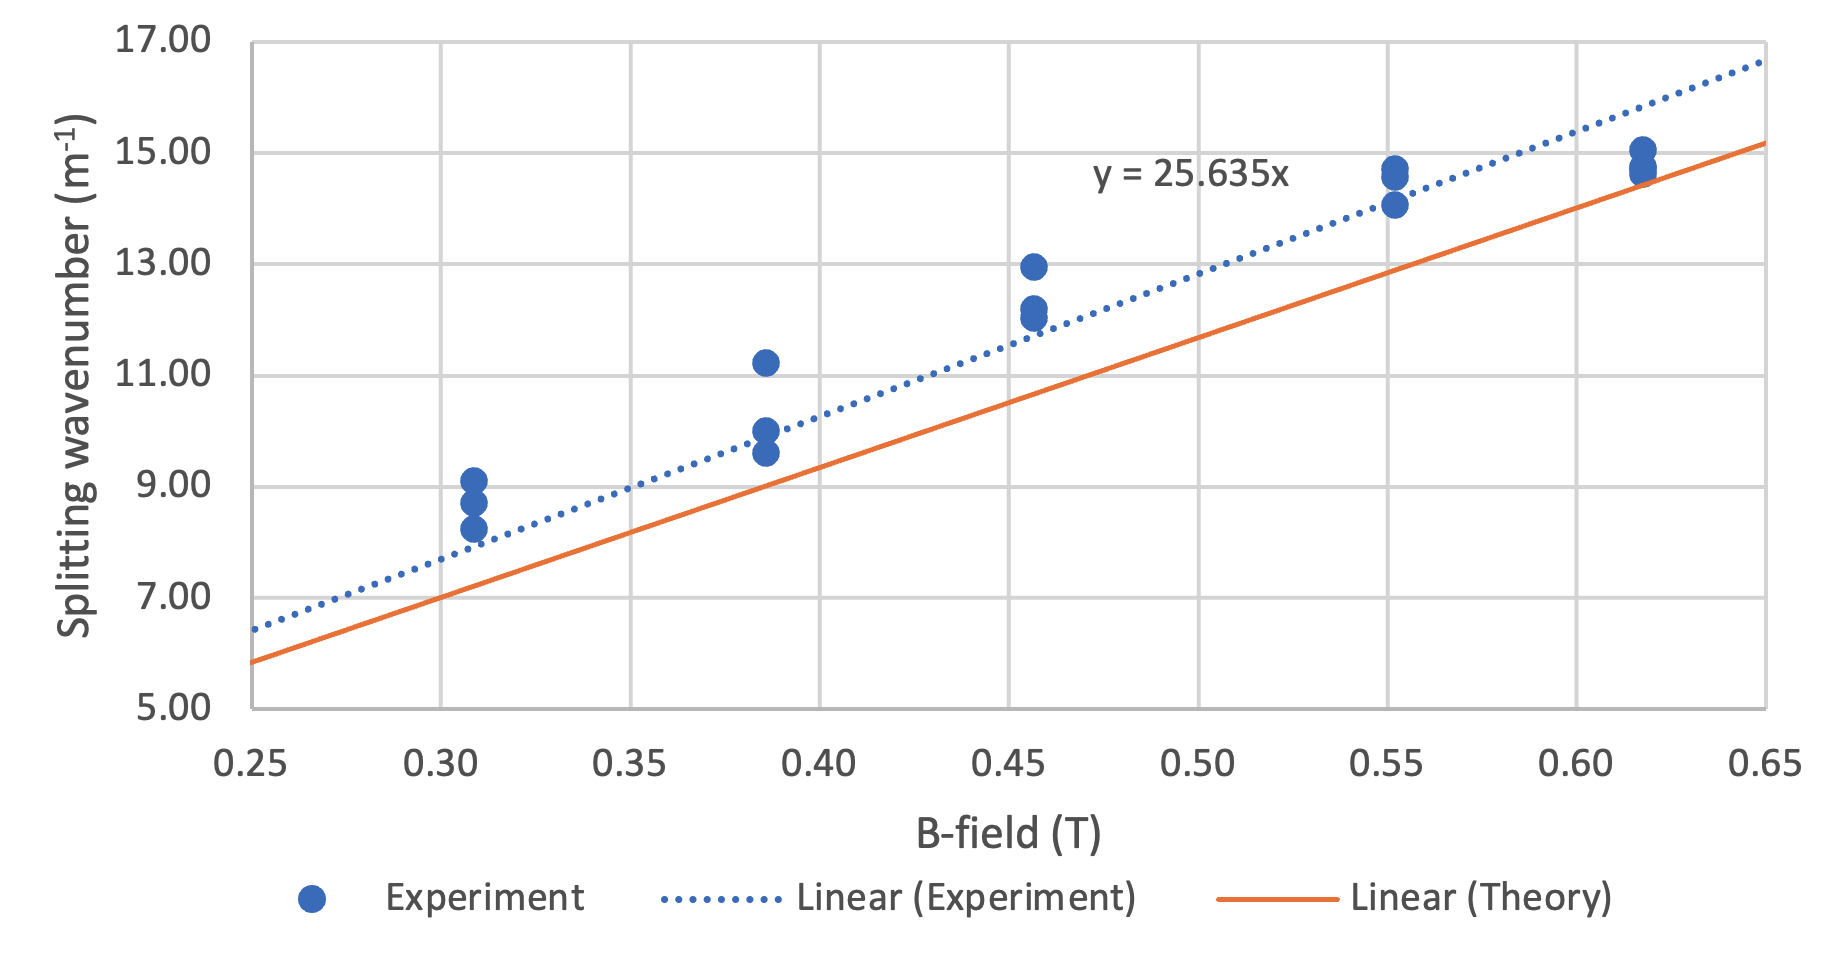 17.00
15.00
13.00
11.00
9.00
7.00
5.00
Splitting wavenumber (m⁻¹)
y = 25.635x
0.25 0.30 0.35 0.40 0.45 0.50 0.55 0.60 0.65
B-field (T)
Experiment Linear (Experiment) Linear (Theory)